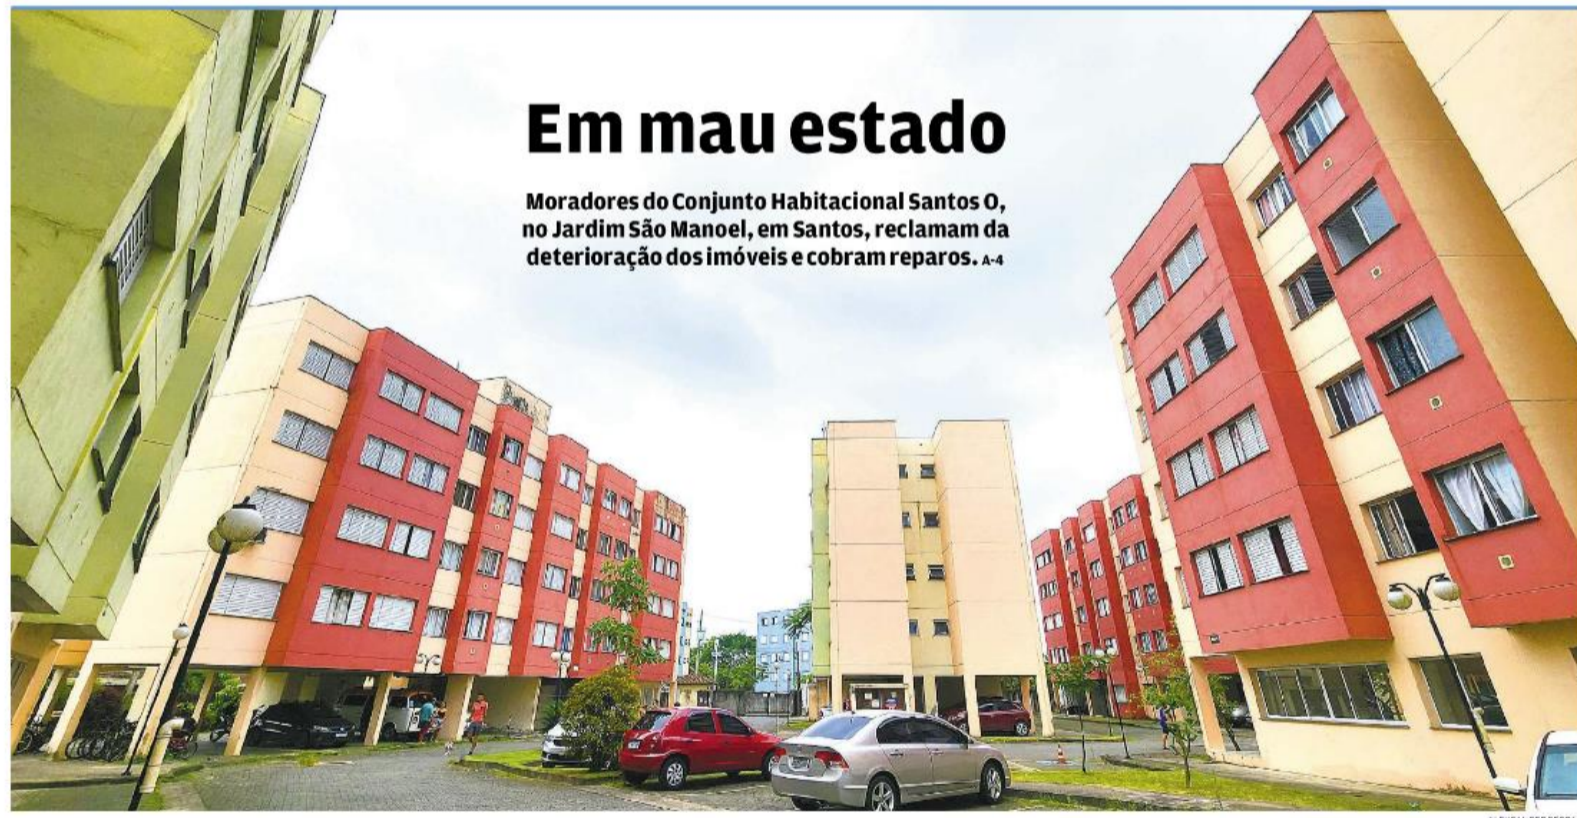 Em mau estado
Moradores do Conjunto Habitacional Santos O,
no Jardim São Manoel, em Santos, reclamam da
deterioração dos imóveis e cobram reparos. A-4